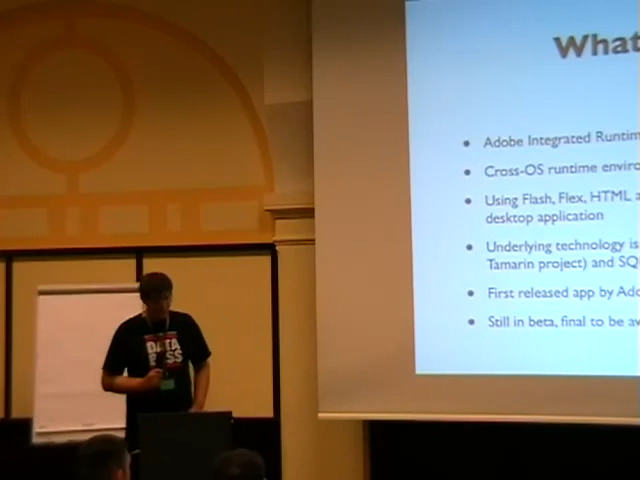 What
Adobe Integrated Runtim
Cross-OS runtime enviro
Using Flash, Flex, HTML a
desktop application
Underlying technology is
Tamarin project) and SQ
First released app by Ado
Still in beta, final to be av
DATA